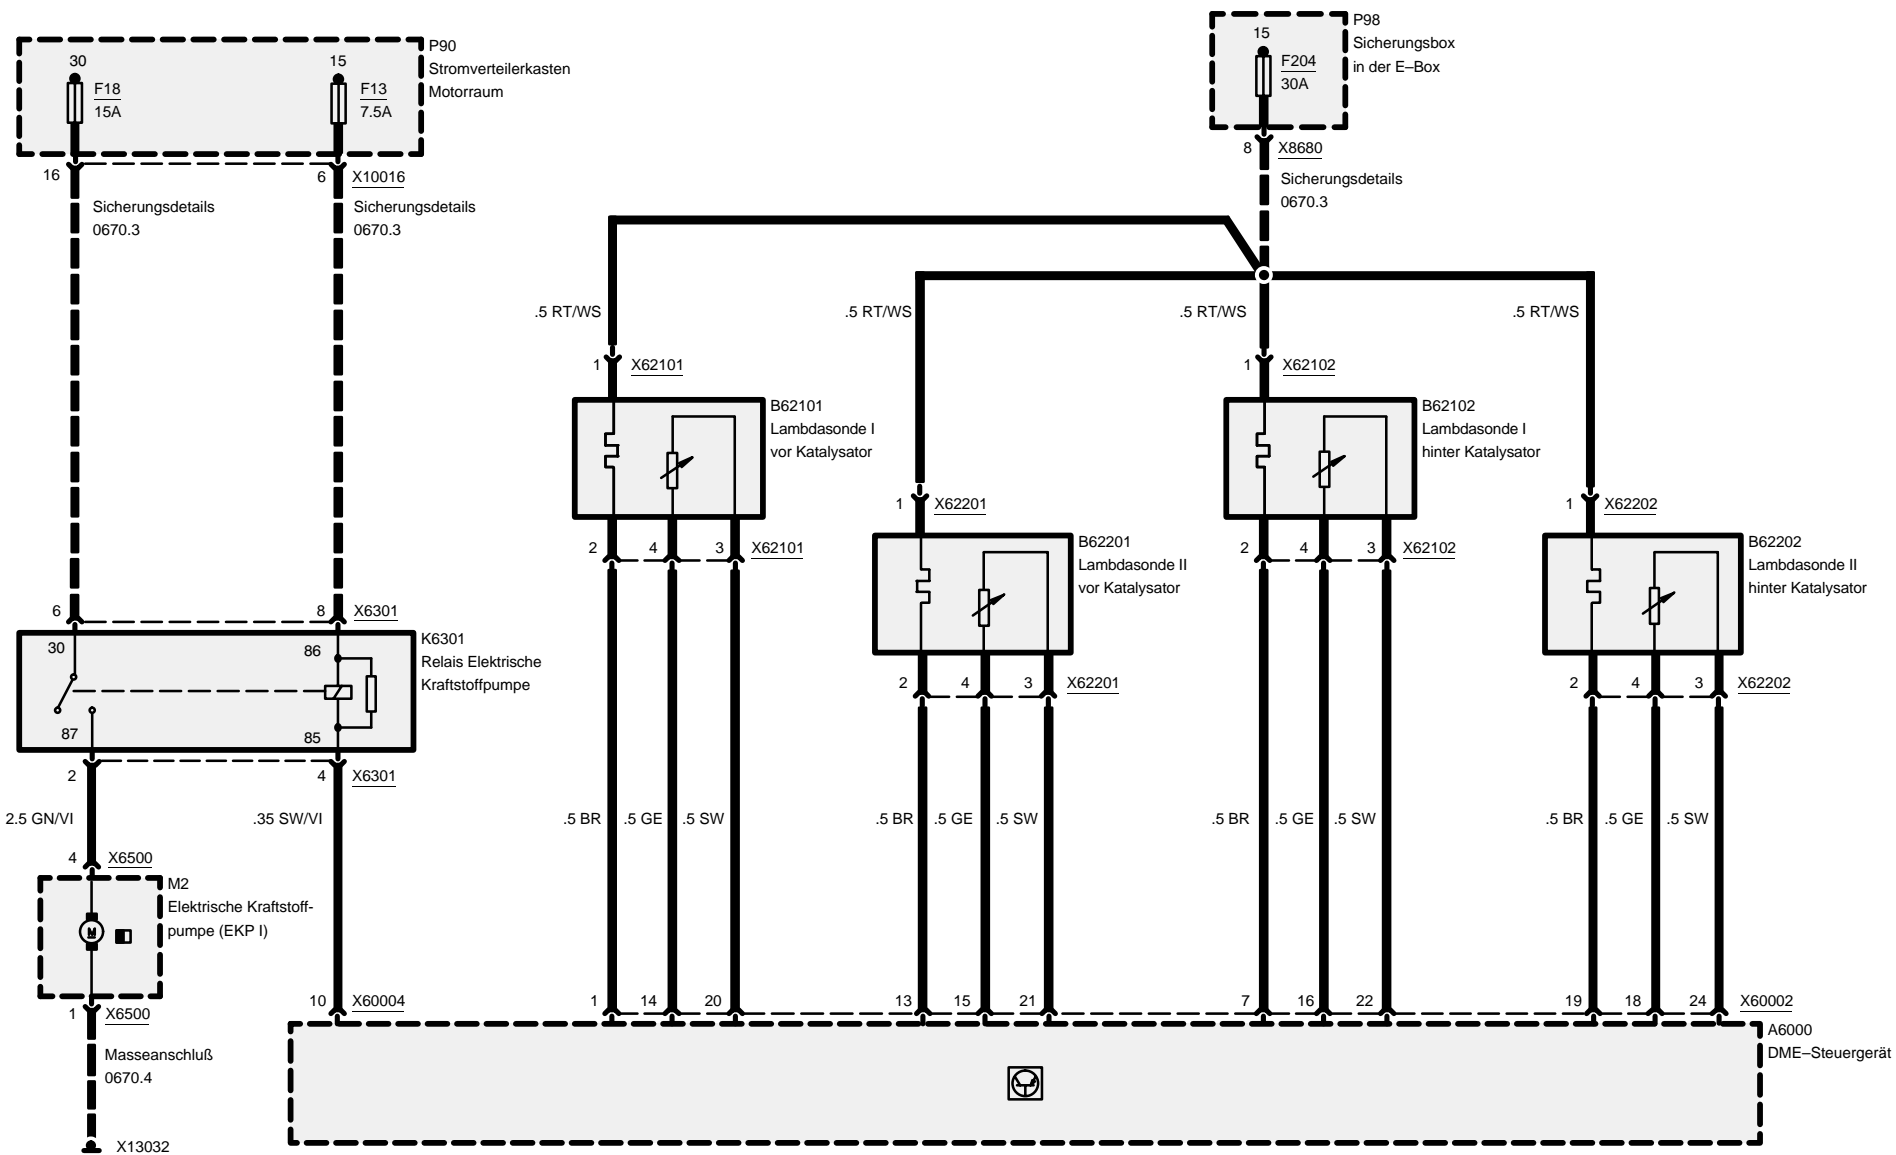 P90
Stromverteilerkasten
Motorraum
30
F18
15A
15
F13
7.5A
16
6
X10016
Sicherungsdetails
0670.3
Sicherungsdetails
0670.3
P98
Sicherungsbox
in der E–Box
15
F204
30A
8
X8680
Sicherungsdetails
0670.3
.5 RT/WS
.5 RT/WS
.5 RT/WS
.5 RT/WS
1
X62101
B62101
Lambdasonde I
vor Katalysator
2
4
3
X62101
1
X62201
B62201
Lambdasonde II
vor Katalysator
2
4
3
X62201
1
X62102
B62102
Lambdasonde I
hinter Katalysator
2
4
3
X62102
1
X62202
B62202
Lambdasonde II
hinter Katalysator
2
4
3
X62202
6
8
X6301
30
86
K6301
Relais Elektrische
Kraftstoffpumpe
87
85
2
4
X6301
2.5 GN/VI
.35 SW/VI
.5 BR
.5 GE
.5 SW
.5 BR
.5 GE
.5 SW
.5 BR
.5 GE
.5 SW
.5 BR
.5 GE
.5 SW
4
X6500
M2
Elektrische Kraftstoff-
pumpe (EKP I)
M
1
X6500
Masseanschluß
0670.4
X13032
10
X60004
1
14
20
13
15
21
7
16
22
19
18
24
X60002
A6000
DME–Steuergerät